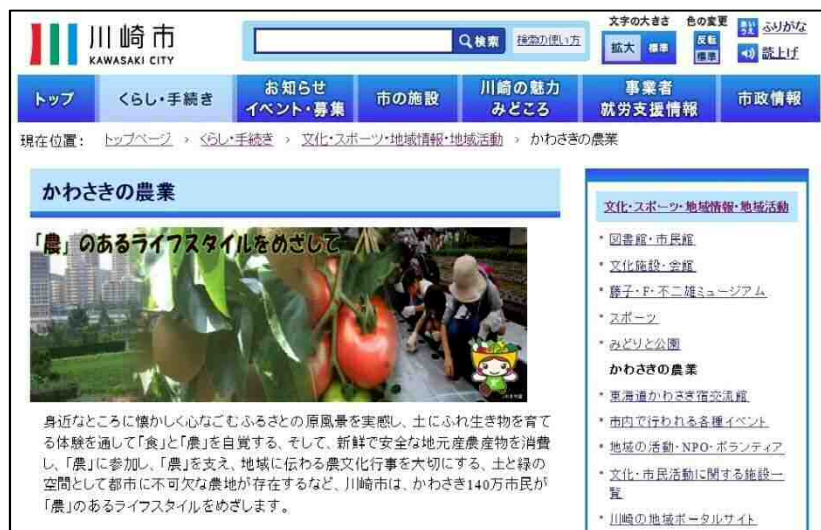 川崎市
KAWASAKI CITY
検索
検索の使い方
文字の大きさ
拡大
標準
色の変更
反転
標準
あいうえ
ふりがな
読上げ
トップ
くらし・手続き
お知らせ
イベント・募集
市の施設
川崎の魅力
みどころ
事業者
就労支援情報
市政情報
現在位置： トップページ > くらし・手続き > 文化・スポーツ・地域情報・地域活動 > かわさきの農業
かわさきの農業
「農」のあるライフスタイルをめざして
身近なところに懐かしく心なごむふるさとの原風景を実感し、土にふれ生き物を育て
る体験を通して「食」と「農」を自覚する、そして、新鮮で安全な地元産農産物を消費
し、「農」に参加し、「農」を支え、地域に伝わる農文化行事を大切にする、土と緑の
空間として都市に不可欠な農地が存在するなど、川崎市は、かわさき140万市民が
「農」のあるライフスタイルをめざします。
文化・スポーツ・地域情報・地域活動
図書館・市民館
文化施設・会館
藤子・F・不二雄ミュージアム
スポーツ
みどりと公園
かわさきの農業
東海道かわさき宿交流館
市内で行われる各種イベント
地域の活動・NPO・ボランティア
文化・市民活動に関する施設一
覧
川崎の地域ポータルサイト